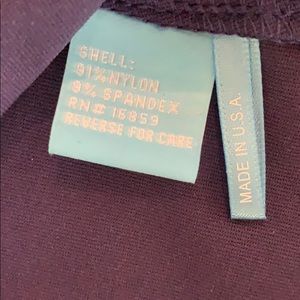 SHELL:
91% NYLON
9% SPANDEX
RN# 16859
REVERSE FOR CARE
MADE IN U.S.A.